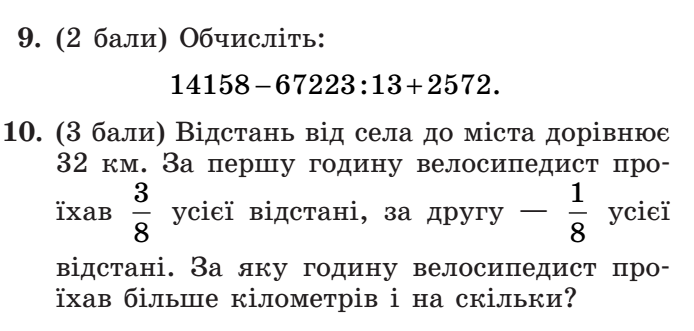 9. (2 бали) Обчисліть:
14158–67223:13+2572.
10. (3 бали) Відстань від села до міста дорівнює
32 км. За першу годину велосипедист про-
їхав 3/8 усієї відстані, за другу — 1/8 усієї
відстані. За яку годину велосипедист про-
їхав більше кілометрів і на скільки?